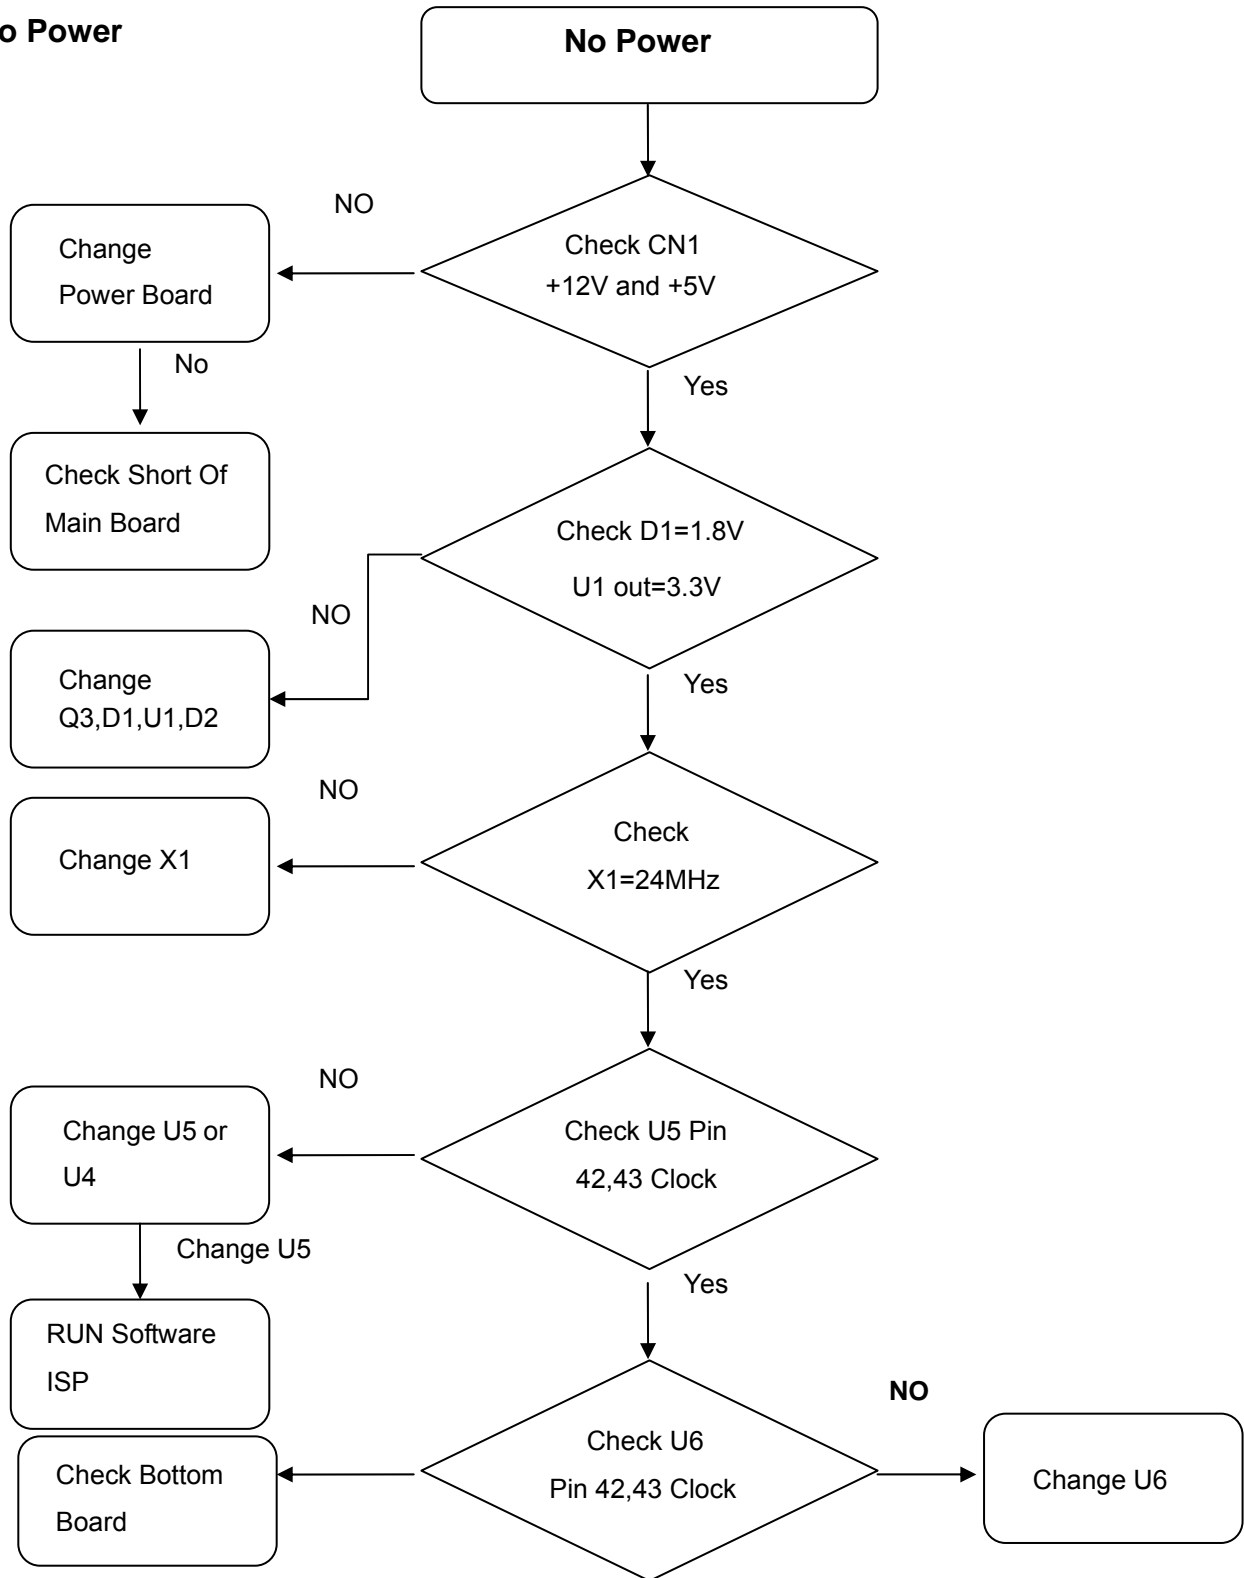 o Power
No Power
NO
Check CN1
+12V and +5V
Change
Power Board
No
Yes
Check Short Of
Main Board
Check D1=1.8V
U1 out=3.3V
NO
Change
Q3,D1,U1,D2
Yes
NO
Check
X1=24MHz
Change X1
Yes
NO
Check U5 Pin
42,43 Clock
Change U5 or
U4
Change U5
Yes
RUN Software
ISP
NO
Check U6
Pin 42,43 Clock
Check Bottom
Board
Change U6